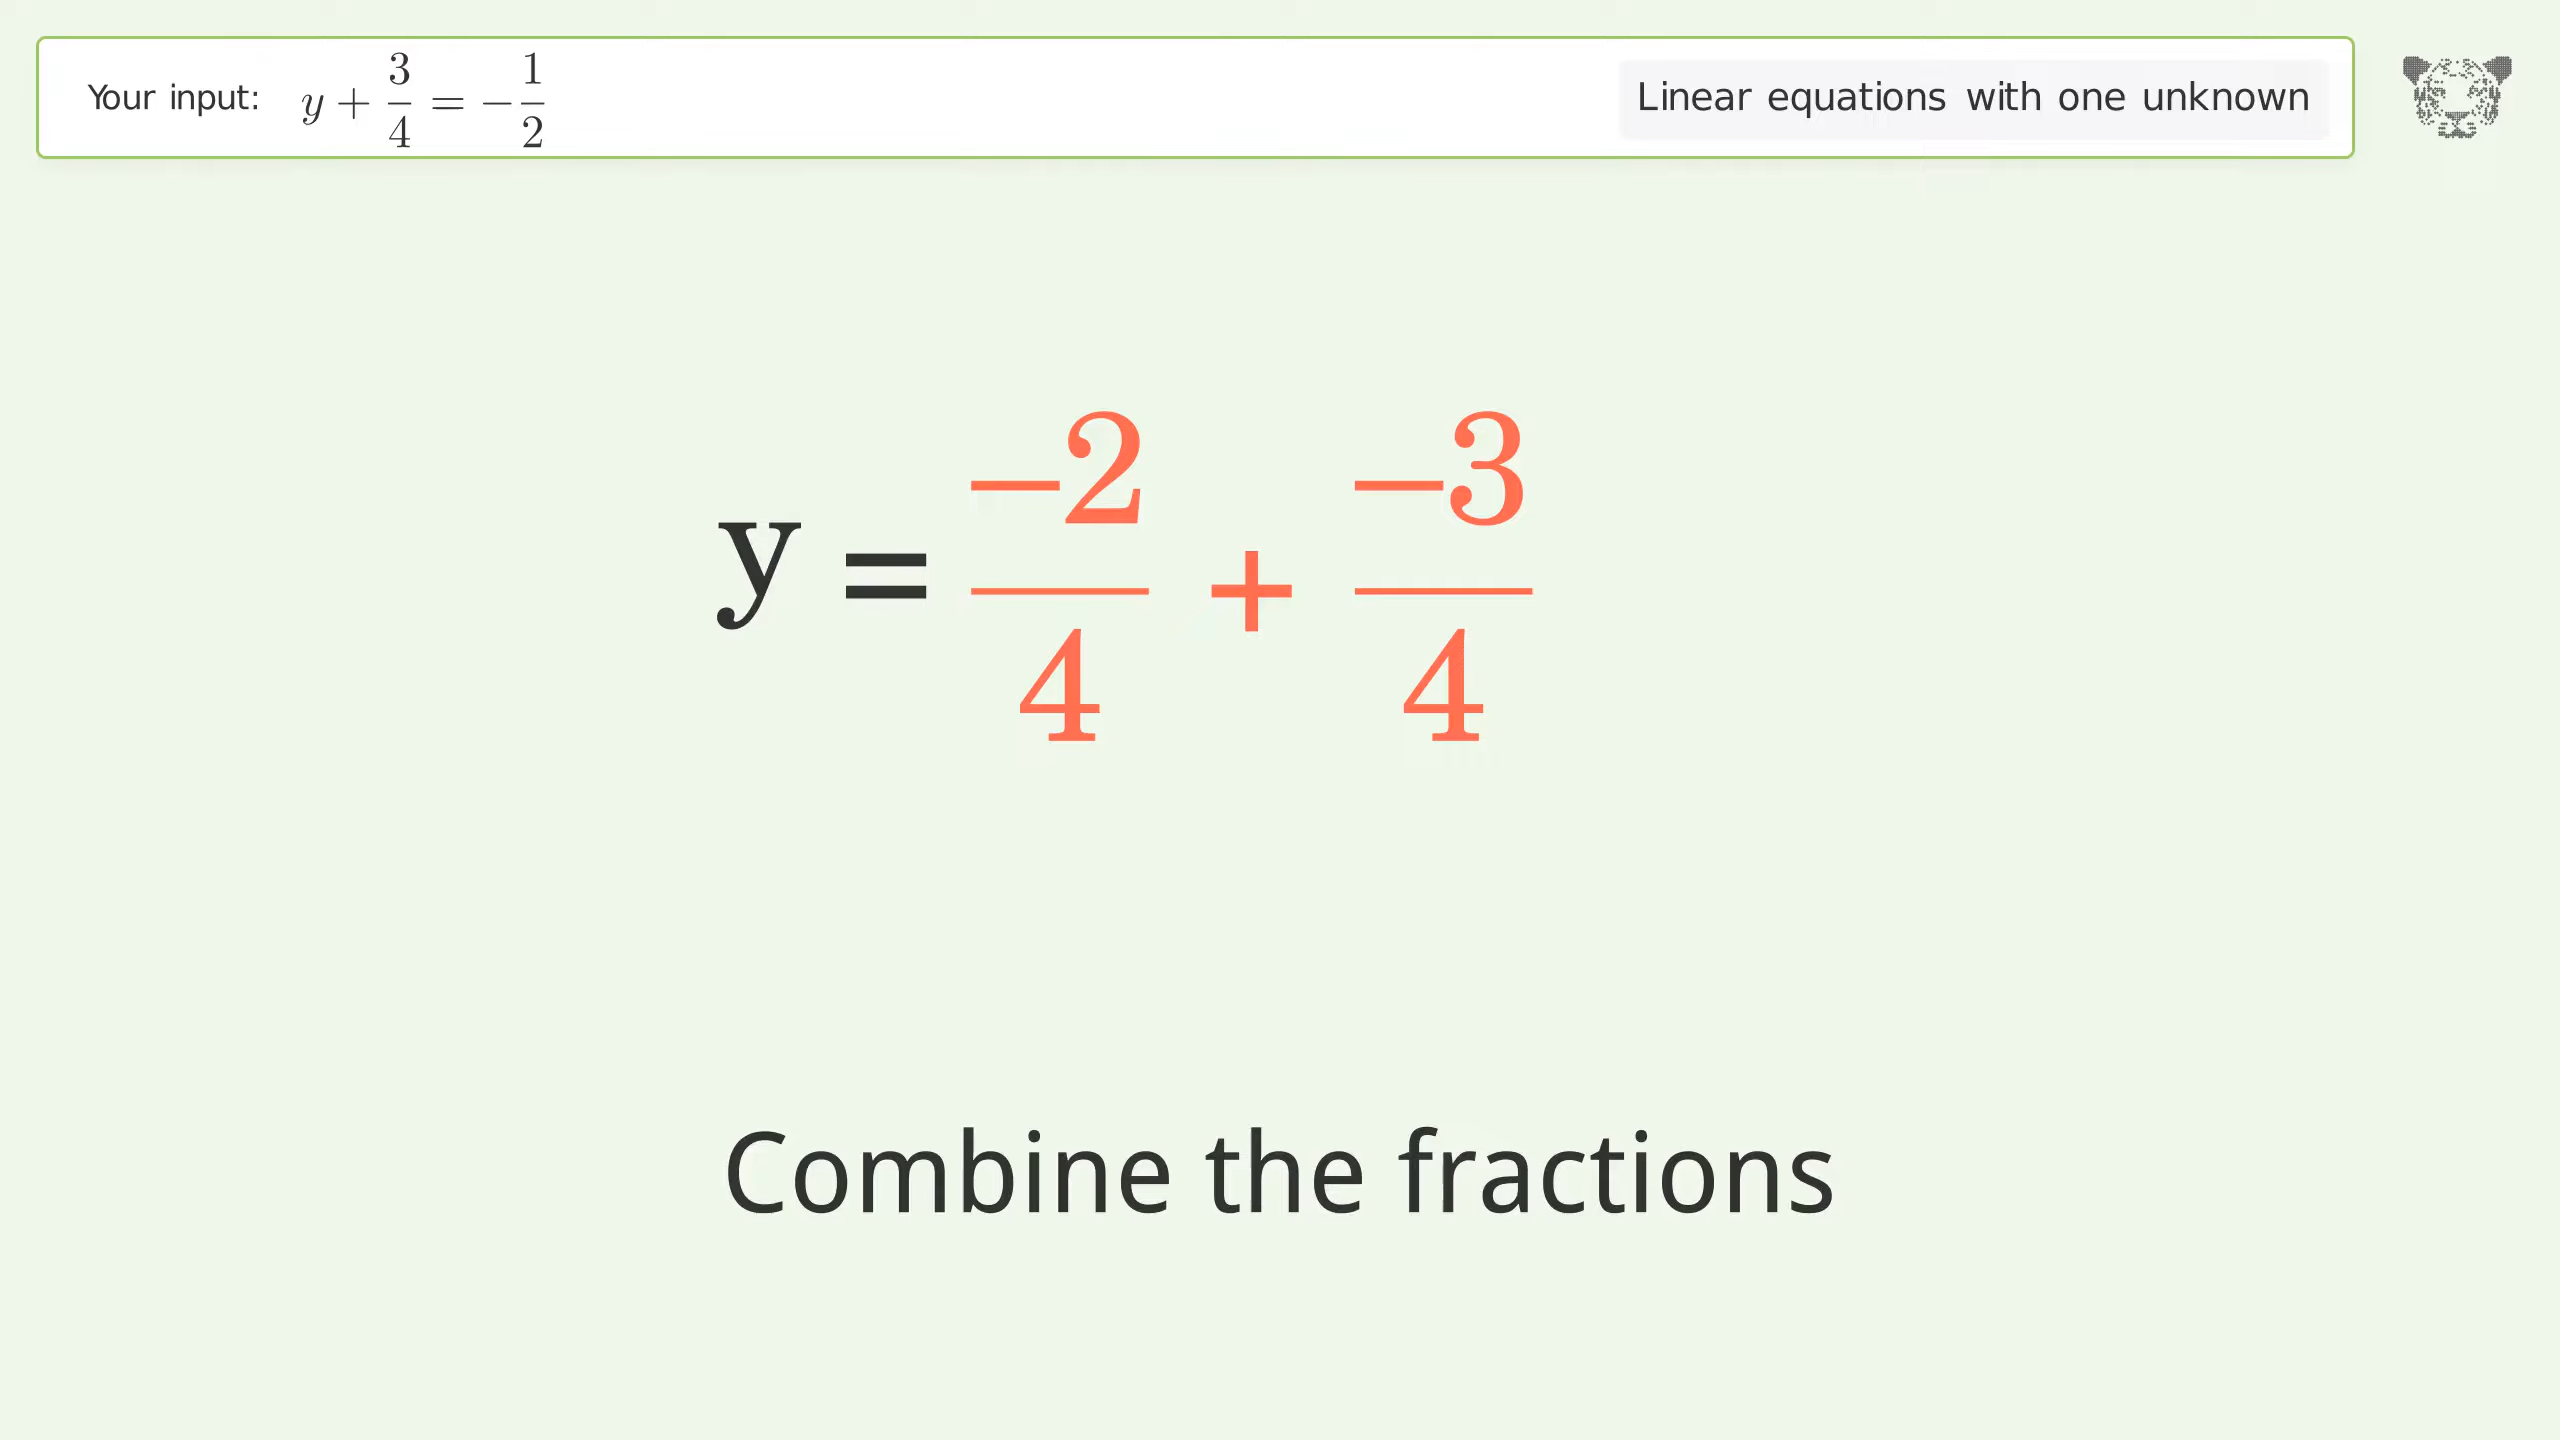 Your input: y + 3/4 = -1/2
Linear equations with one unknown
y = -2/4 + -3/4
Combine the fractions